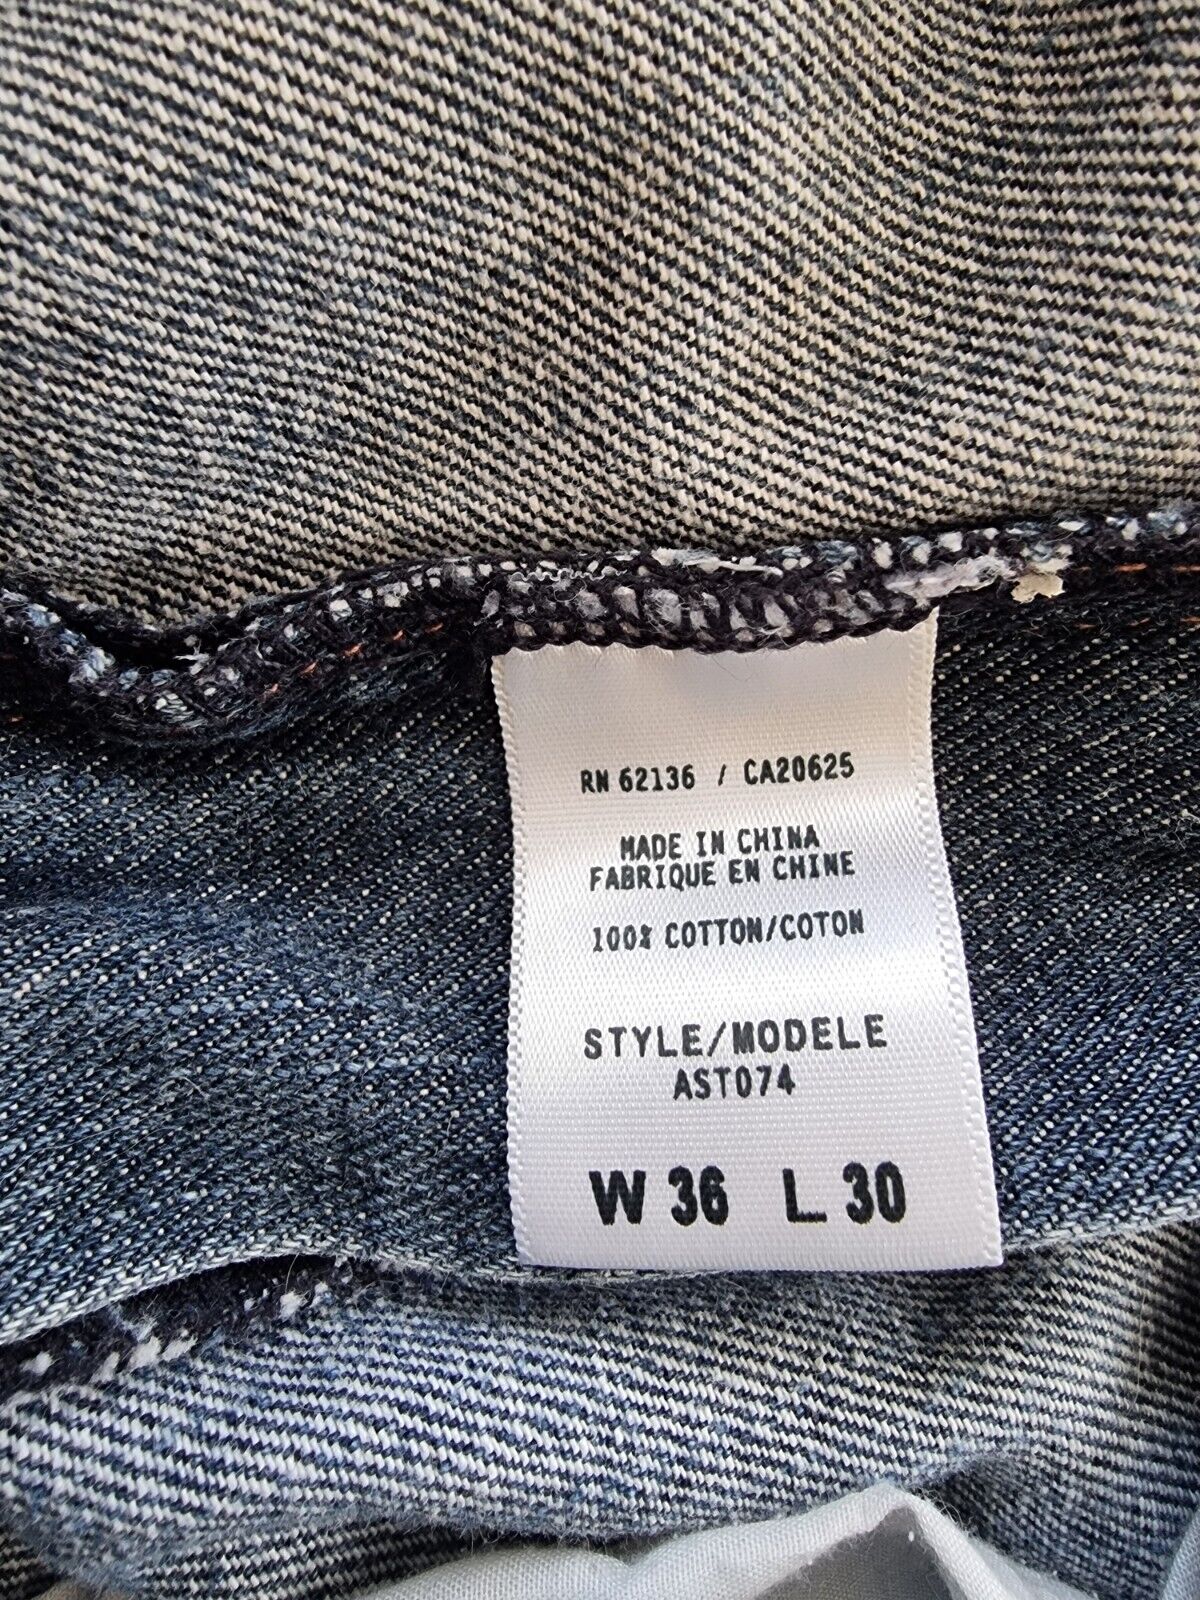 RN 62136 / CA20625
MADE IN CHINA
FABRIQUE EN CHINE
100% COTTON/COTON
STYLE/MODELE
AST074
W 36 L 30